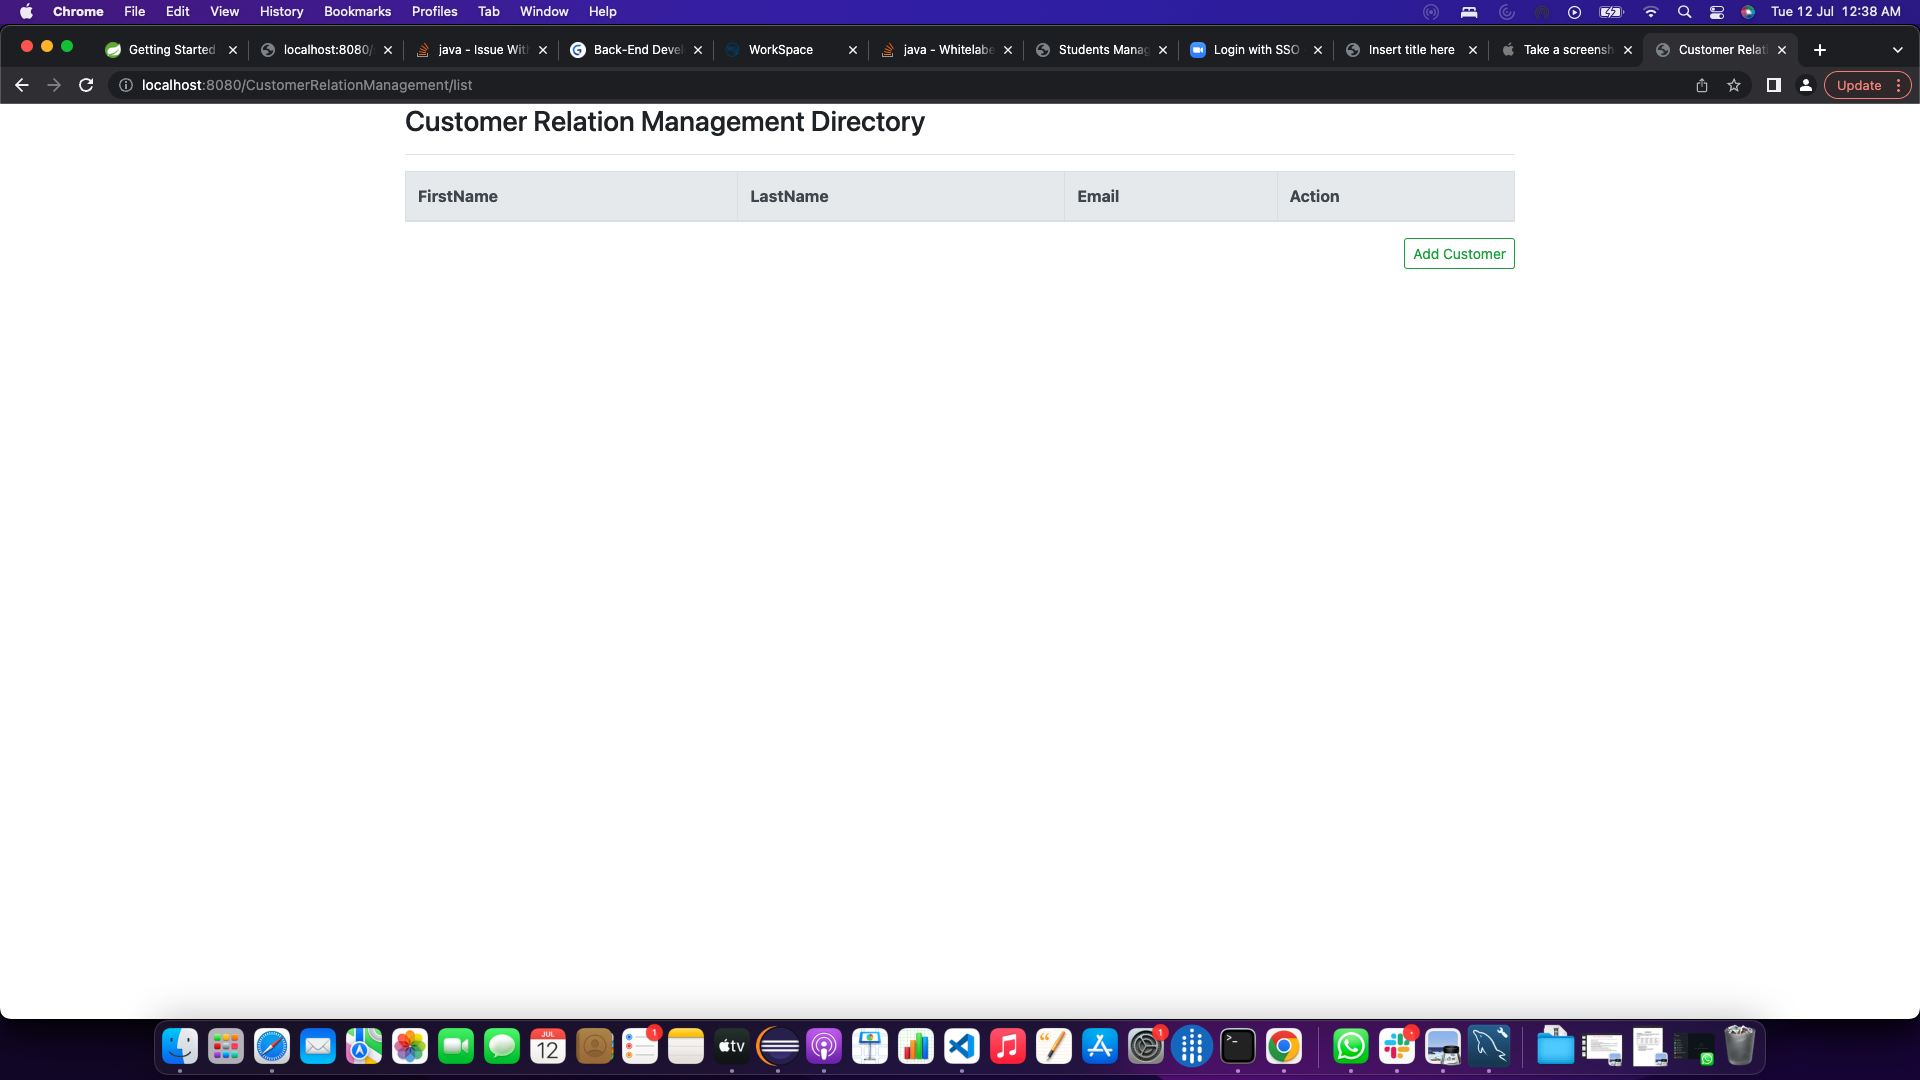 Chrome File Edit View History Bookmarks Profiles Tab Window Help Tue 12 Jul 12:38 AM
Getting Started localhost:8080/ java - Issue Wit Back-End Devel WorkSpace java - Whitelabe Students Manag Login with SSO Insert title here Take a screensh Customer Relati
localhost:8080/CustomerRelationManagement/list Update
Customer Relation Management Directory
FirstName LastName Email Action
Add Customer
JUL
12
1
tv
1